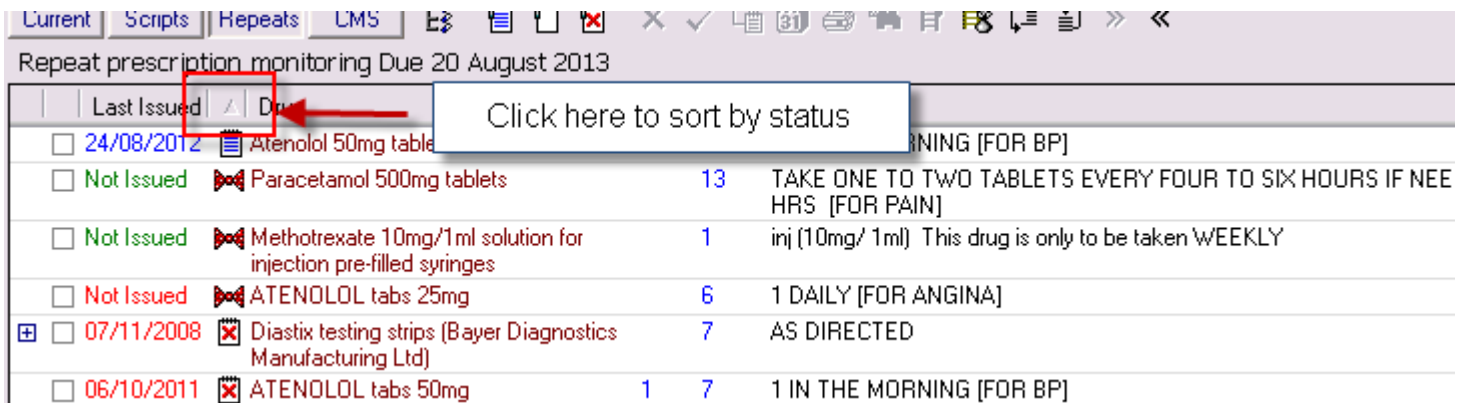 Current Scripts Repeats CMS
Repeat prescription monitoring Due 20 August 2013
Last Issued
Click here to sort by status
24/08/2012 Atenolol 50mg RNING [FOR BP]
Not Issued Paracetamol 500mg tablets 13 TAKE ONE TO TWO TABLETS EVERY FOUR TO SIX HOURS IF NEE
HRS [FOR PAIN]
Not Issued Methotrexate 10mg/1ml solution for 1 inj (10mg/ 1ml) This drug is only to be taken WEEKLY
injection pre-filled syringes
Not Issued ATENOLOL tabs 25mg 6 1 DAILY [FOR ANGINA]
07/11/2008 Diastix testing strips (Bayer Diagnostics 7 AS DIRECTED
Manufacturing Ltd)
06/10/2011 ATENOLOL tabs 50mg 1 7 1 IN THE MORNING [FOR BP]